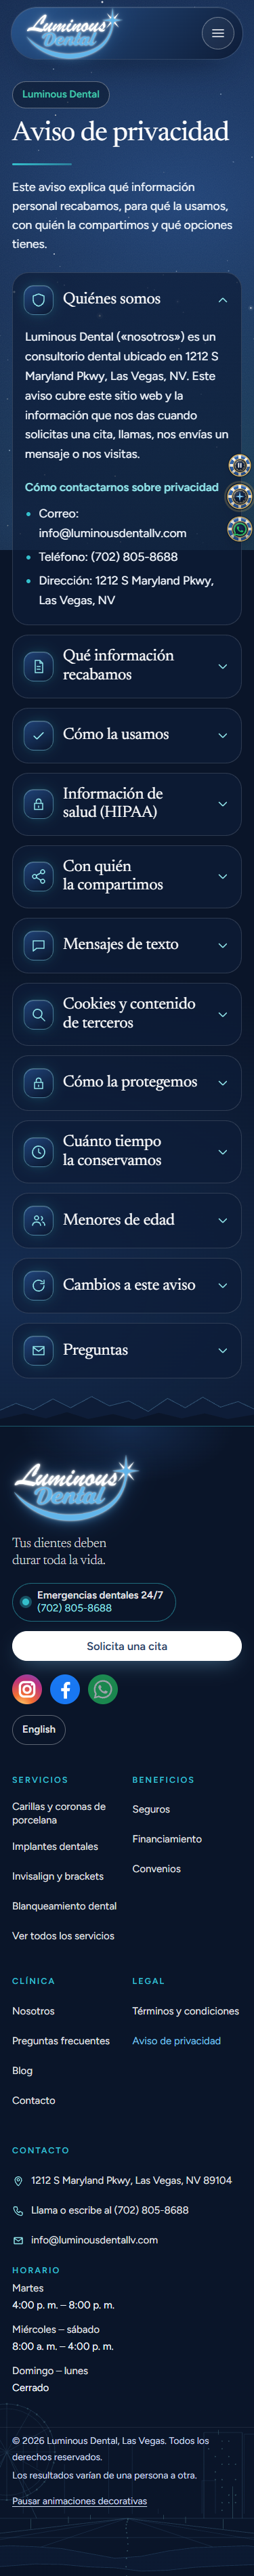 Luminous
Dental
Luminous Dental
Aviso de privacidad
Este aviso explica qué información
personal recabamos, para qué la usamos,
con quién la compartimos y qué opciones
tienes.
Quiénes somos
Luminous Dental («nosotros») es un
consultorio dental ubicado en 1212 S
Maryland Pkwy, Las Vegas, NV. Este
aviso cubre este sitio web y la
información que nos das cuando
solicitas una cita, llamas, nos envías un
mensaje o nos visitas.
Cómo contactarnos sobre privacidad
Correo:
info@luminousdentallv.com
Teléfono: (702) 805-8688
Dirección: 1212 S Maryland Pkwy,
Las Vegas, NV
Qué información
recabamos
Cómo la usamos
Información de
salud (HIPAA)
Con quién
la compartimos
Mensajes de texto
Cookies y contenido
de terceros
Cómo la protegemos
Cuánto tiempo
la conservamos
Menores de edad
Cambios a este aviso
Preguntas
Luminous
Dental
Tus dientes deben
durar toda la vida.
Emergencias dentales 24/7
(702) 805-8688
Solicita una cita
English
SERVICIOS
Carillas y coronas de
porcelana
Implantes dentales
Invisalign y brackets
Blanqueamiento dental
Ver todos los servicios
BENEFICIOS
Seguros
Financiamiento
Convenios
CLÍNICA
Nosotros
Preguntas frecuentes
Blog
Contacto
LEGAL
Términos y condiciones
Aviso de privacidad
CONTACTO
1212 S Maryland Pkwy, Las Vegas, NV 89104
Llama o escribe al (702) 805-8688
info@luminousdentallv.com
HORARIO
Martes
4:00 p. m. – 8:00 p. m.
Miércoles – sábado
8:00 a. m. – 4:00 p. m.
Domingo – lunes
Cerrado
© 2026 Luminous Dental, Las Vegas. Todos los
derechos reservados.
Los resultados varían de una persona a otra.
Pausar animaciones decorativas